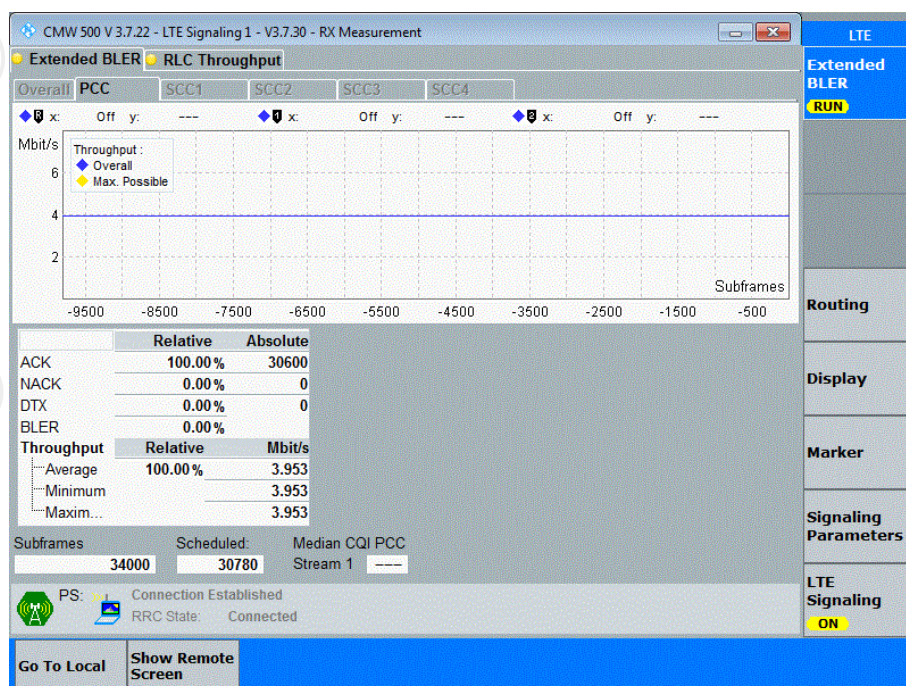 CMW 500 V 3.7.22 - LTE Signaling 1 - V3.7.30 - RX Measurement
LTE
Extended BLER RLC Throughput
Extended
BLER
RUN
Overall PCC SCC1 SCC2 SCC3 SCC4
R x: Off y: --- 1 x: Off y: --- 2 x: Off y: ---
Mbit/s
Throughput :
Overall
Max. Possible
6
4
2
Subframes
-9500 -8500 -7500 -6500 -5500 -4500 -3500 -2500 -1500 -500
Routing
Relative Absolute
ACK 100.00 % 30600
NACK 0.00 % 0
DTX 0.00 % 0
BLER 0.00 %
Throughput Relative Mbit/s
Average 100.00 % 3.953
Minimum 3.953
Maxim... 3.953
Display
Marker
Signaling
Parameters
Subframes Scheduled: Median CQI PCC
34000 30780 Stream 1 ---
PS: Connection Established
RRC State: Connected
LTE
Signaling
ON
Go To Local
Show Remote
Screen